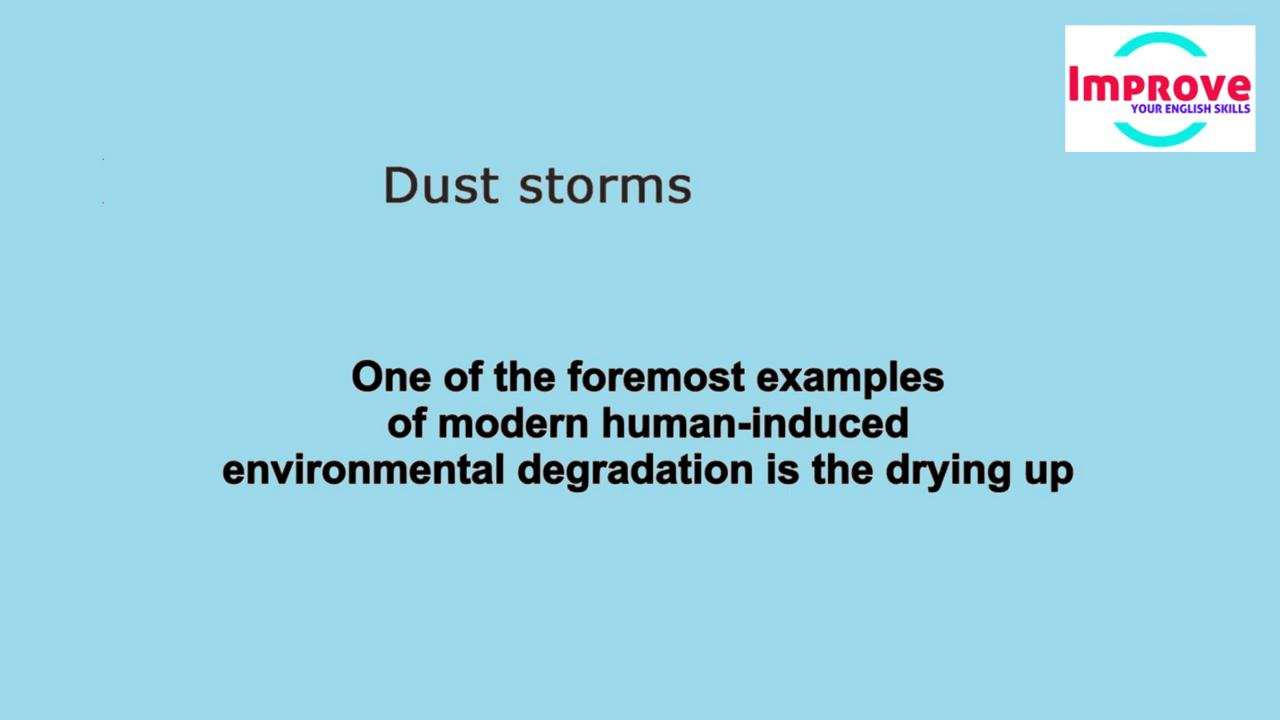 Improve
YOUR ENGLISH SKILLS
Dust storms
One of the foremost examples
of modern human-induced
environmental degradation is the drying up